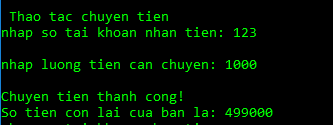 Thao tac chuyen tien
nhap so tai khoan nhan tien: 123
nhap luong tien can chuyen: 1000
Chuyen tien thanh cong!
So tien con lai cua ban la: 499000